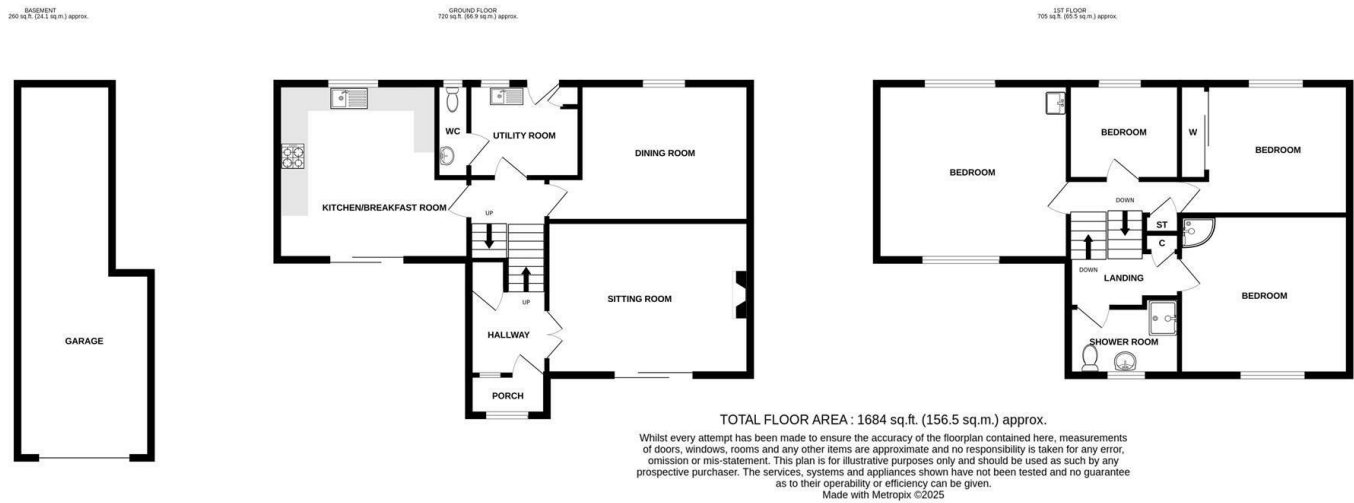 BASEMENT
260 sq.ft. (24.1 sq.m.) approx.
GROUND FLOOR
720 sq.ft. (66.9 sq.m.) approx.
1ST FLOOR
705 sq.ft. (65.5 sq.m.) approx.
GARAGE
WC
UTILITY ROOM
DINING ROOM
KITCHEN/BREAKFAST ROOM
UP
UP
SITTING ROOM
HALLWAY
PORCH
BEDROOM
BEDROOM
W
BEDROOM
DOWN
ST
C
DOWN
LANDING
BEDROOM
SHOWER ROOM
TOTAL FLOOR AREA : 1684 sq.ft. (156.5 sq.m.) approx.
Whilst every attempt has been made to ensure the accuracy of the floorplan contained here, measurements
of doors, windows, rooms and any other items are approximate and no responsibility is taken for any error,
omission or mis-statement. This plan is for illustrative purposes only and should be used as such by any
prospective purchaser. The services, systems and appliances shown have not been tested and no guarantee
as to their operability or efficiency can be given.
Made with Metropix ©2025